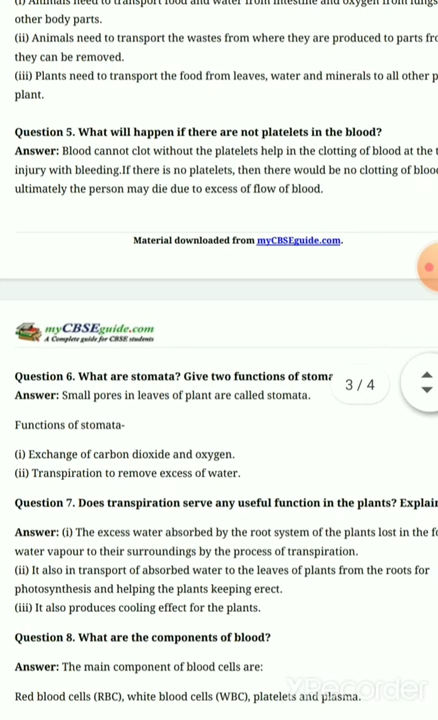 (i) Animals need to transport food and water from intestine and oxygen from lungs
other body parts.
(ii) Animals need to transport the wastes from where they are produced to parts fro
they can be removed.
(iii) Plants need to transport the food from leaves, water and minerals to all other p
plant.
Question 5. What will happen if there are not platelets in the blood?
Answer: Blood cannot clot without the platelets help in the clotting of blood at the t
injury with bleeding.If there is no platelets, then there would be no clotting of bloo
ultimately the person may die due to excess of flow of blood.
Material downloaded from myCBSEguide.com.
myCBSEguide.com
A Complete guide for CBSE students
Question 6. What are stomata? Give two functions of stoma
3 / 4
Answer: Small pores in leaves of plant are called stomata.
Functions of stomata-
(i) Exchange of carbon dioxide and oxygen.
(ii) Transpiration to remove excess of water.
Question 7. Does transpiration serve any useful function in the plants? Explain
Answer: (i) The excess water absorbed by the root system of the plants lost in the fo
water vapour to their surroundings by the process of transpiration.
(ii) It also in transport of absorbed water to the leaves of plants from the roots for
photosynthesis and helping the plants keeping erect.
(iii) It also produces cooling effect for the plants.
Question 8. What are the components of blood?
Answer: The main component of blood cells are:
Red blood cells (RBC), white blood cells (WBC), platelets and plasma.
XRecorder